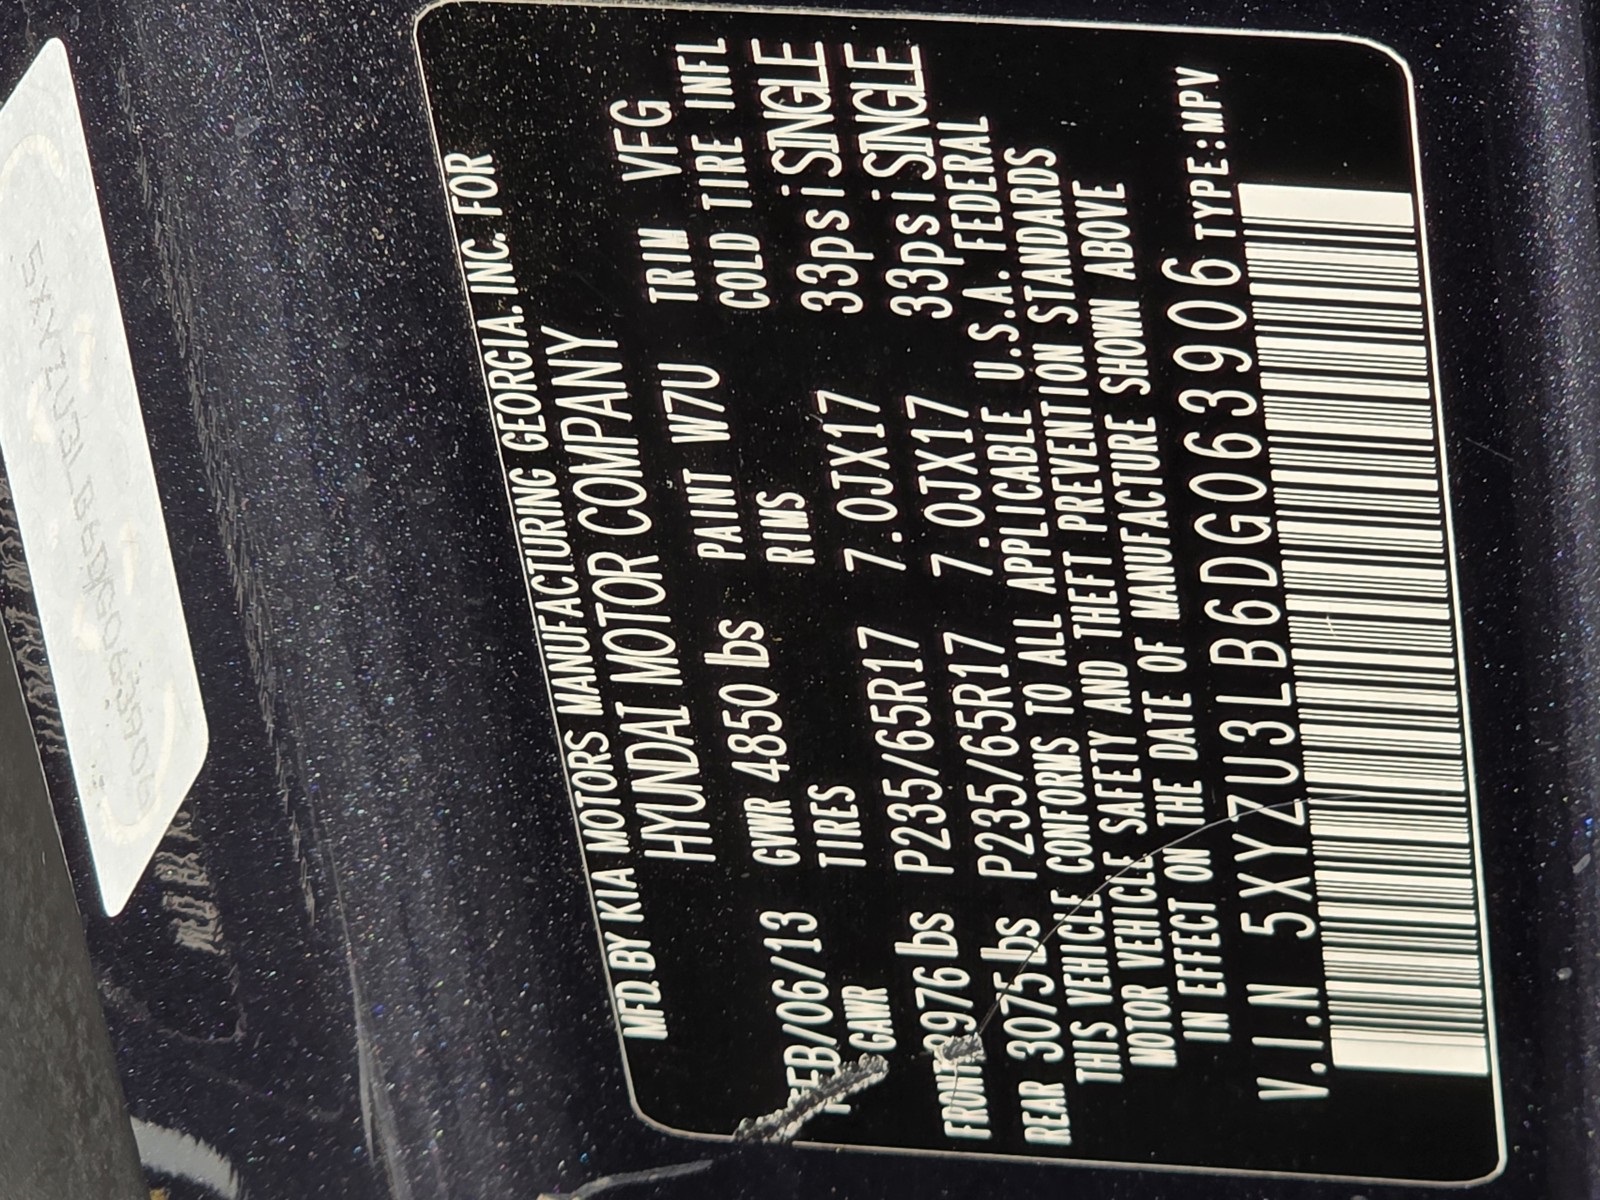 MFD. BY KIA MOTORS MANUFACTURING GEORGIA. INC. FOR
HYUNDAI MOTOR COMPANY
FEB/06/13 GVWR 4850 lbs PAINT W7U TRIM VFG
GAWR TIRES RIMS COLD TIRE INFL
FRONT 2976 lbs P235/65R17 7.0JX17 33psi SINGLE
REAR 3075 lbs P235/65R17 7.0JX17 33psi SINGLE
THIS VEHICLE CONFORMS TO ALL APPLICABLE U.S.A. FEDERAL
MOTOR VEHICLE SAFETY AND THEFT PREVENTION STANDARDS
IN EFFECT ON THE DATE OF MANUFACTURE SHOWN ABOVE
V.I.N 5XYZU3LB6DG063906 TYPE:MPV